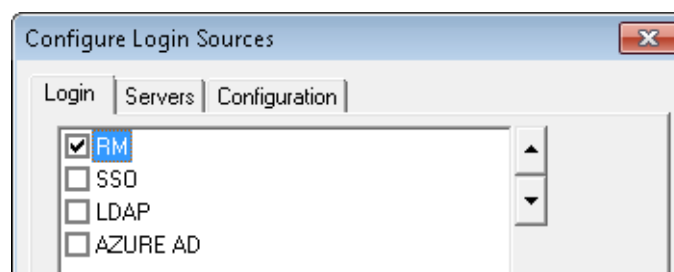 Configure Login Sources
Login Servers Configuration
RM
SSO
LDAP
AZURE AD